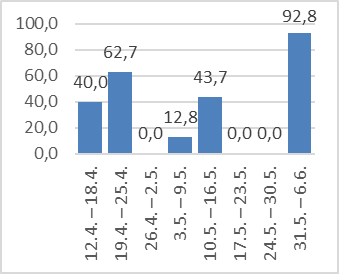 100,0
80,0
60,0
40,0
20,0
0,0
40,0
62,7
0,0
12,8
43,7
0,0
0,0
92,8
12.4. – 18.4.
19.4. – 25.4.
26.4. – 2.5.
3.5. – 9.5.
10.5. – 16.5.
17.5. – 23.5.
24.5. – 30.5.
31.5. – 6.6.